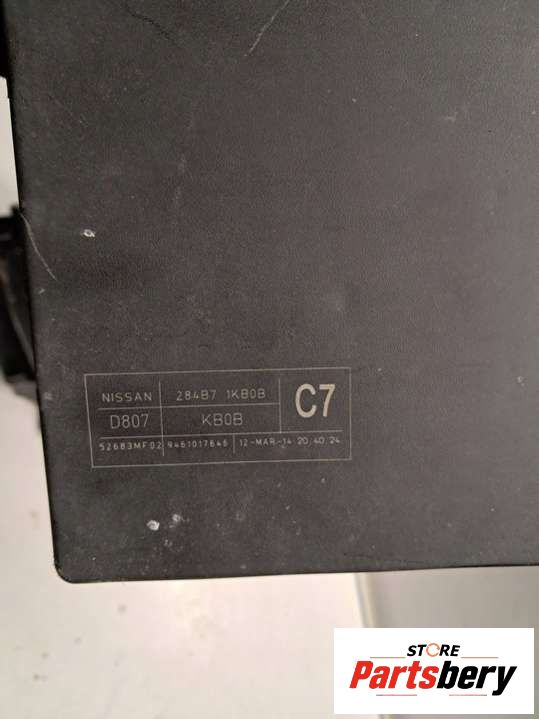 NISSAN 284B7 1KB0B
C7
D807 KB0B
52683MF02 9461017646 12-MAR-14 20.40.24
STORE
Partsbery